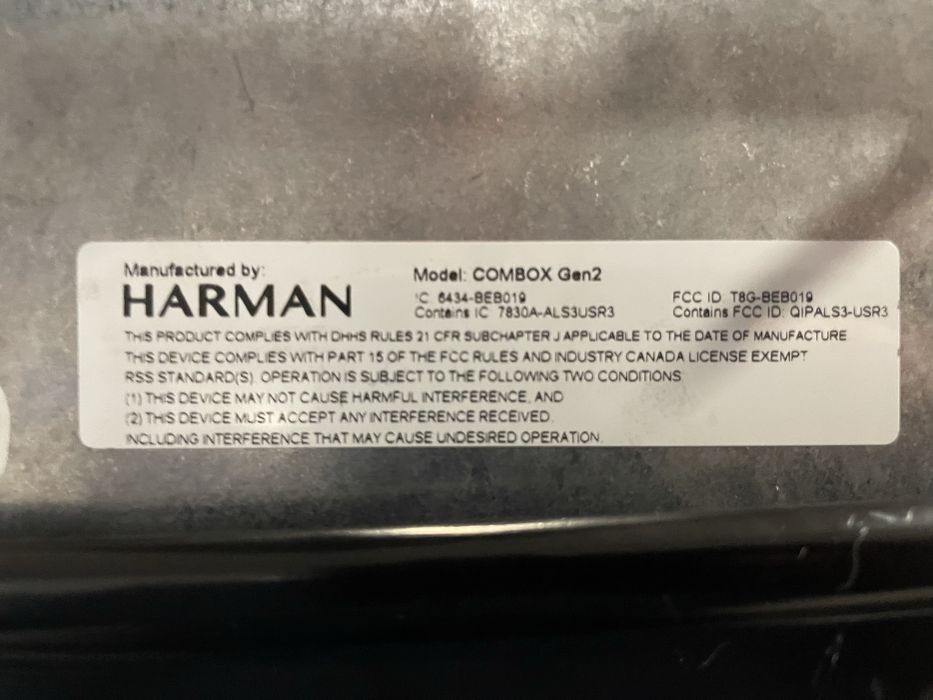 Manufactured by:
HARMAN
Model: COMBOX Gen2
IC 6434-BEB019
Contains IC: 7830A-ALS3USR3
FCC ID T8G-BEB019
Contains FCC ID: QIPALS3-USR3
THIS PRODUCT COMPLIES WITH DHHS RULES 21 CFR SUBCHAPTER J APPLICABLE TO THE DATE OF MANUFACTURE
THIS DEVICE COMPLIES WITH PART 15 OF THE FCC RULES AND INDUSTRY CANADA LICENSE EXEMPT
RSS STANDARD(S). OPERATION IS SUBJECT TO THE FOLLOWING TWO CONDITIONS
(1) THIS DEVICE MAY NOT CAUSE HARMFUL INTERFERENCE, AND
(2) THIS DEVICE MUST ACCEPT ANY INTERFERENCE RECEIVED.
INCLUDING INTERFERENCE THAT MAY CAUSE UNDESIRED OPERATION.